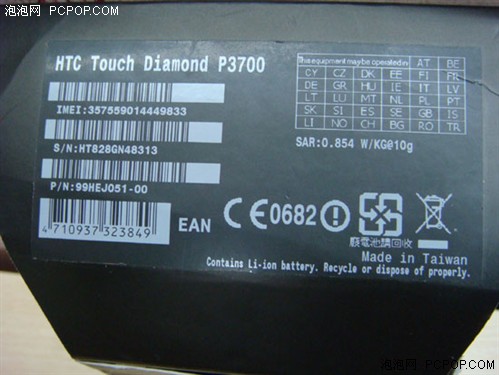 泡泡网 PCPOP.COM
HTC Touch Diamond P3700
IMEI:357559014449833
S/N:HT828GN48313
P/N:99HEJ051-00
4 710937 323849
EAN
This equipment may be operated in AT BE
CY CZ DK EE FI FR
DE GR HU IE IT LV
LT LU MT NL PL PT
SK SI ES SE GB IS
LI NO CH BG RO TR
SAR:0.854 W/KG@10g
CE0682
廢電池請回收
Made in Taiwan
Contains Li-ion battery. Recycle or dispose of properly.
泡泡网 PCPOP.COM